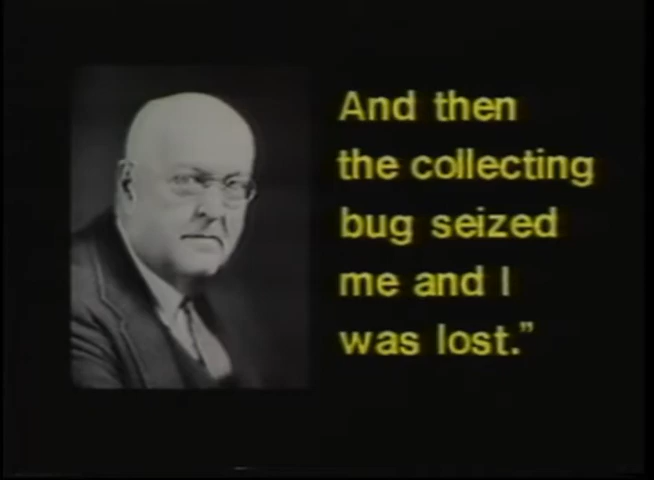 And then
the collecting
bug seized
me and I
was lost.”